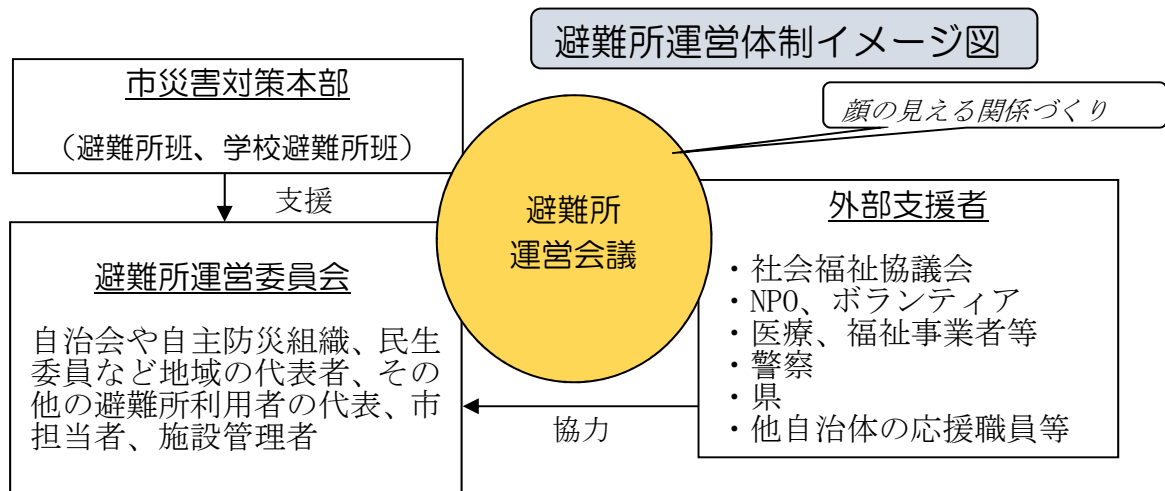 避難所運営体制イメージ図
市災害対策本部
（避難所班、学校避難所班）
顔の見える関係づくり
支援
避難所
運営会議
外部支援者
・社会福祉協議会
・NPO、ボランティア
・医療、福祉事業者等
・警察
・県
・他自治体の応援職員等
避難所運営委員会
自治会や自主防災組織、民生
委員など地域の代表者、その
他の避難所利用者の代表、市
担当者、施設管理者
協力